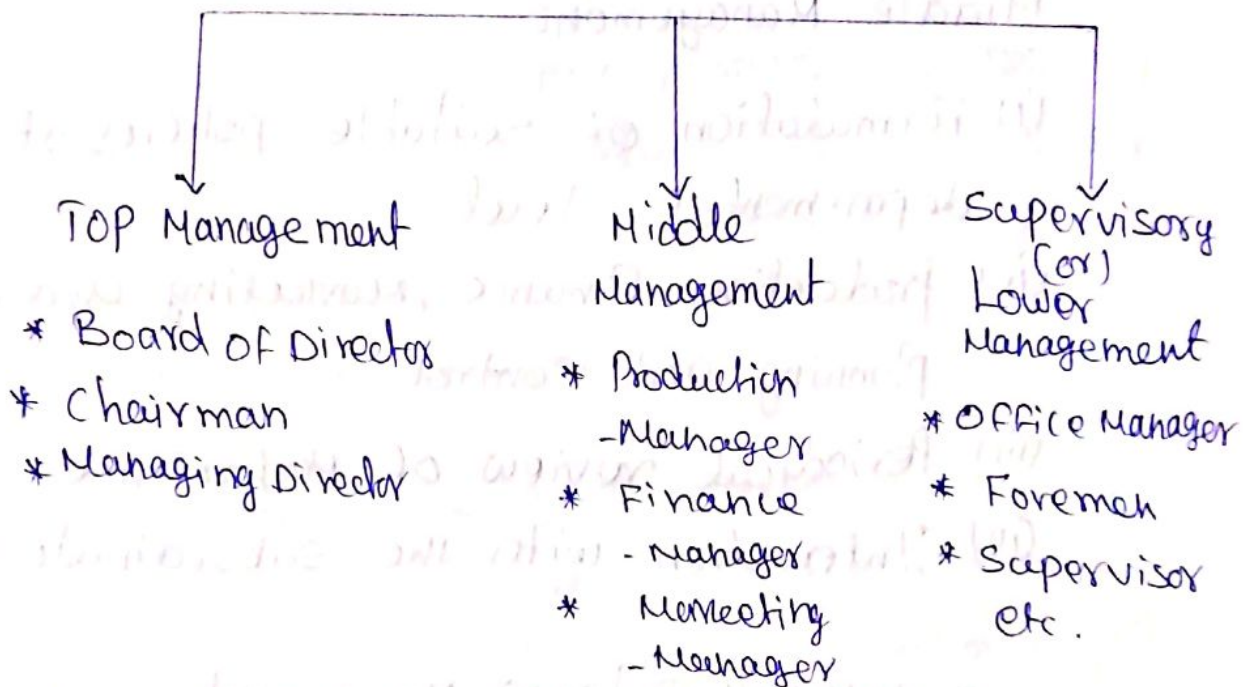 TOP Management
* Board of Director
* Chairman
* Managing Director
Middle
Management
* Production
- Manager
* Finance
- Manager
* Marketing
- Manager
Supervisory
(or)
Lower
Management
* Office Manager
* Foremen
* Supervisor
etc.